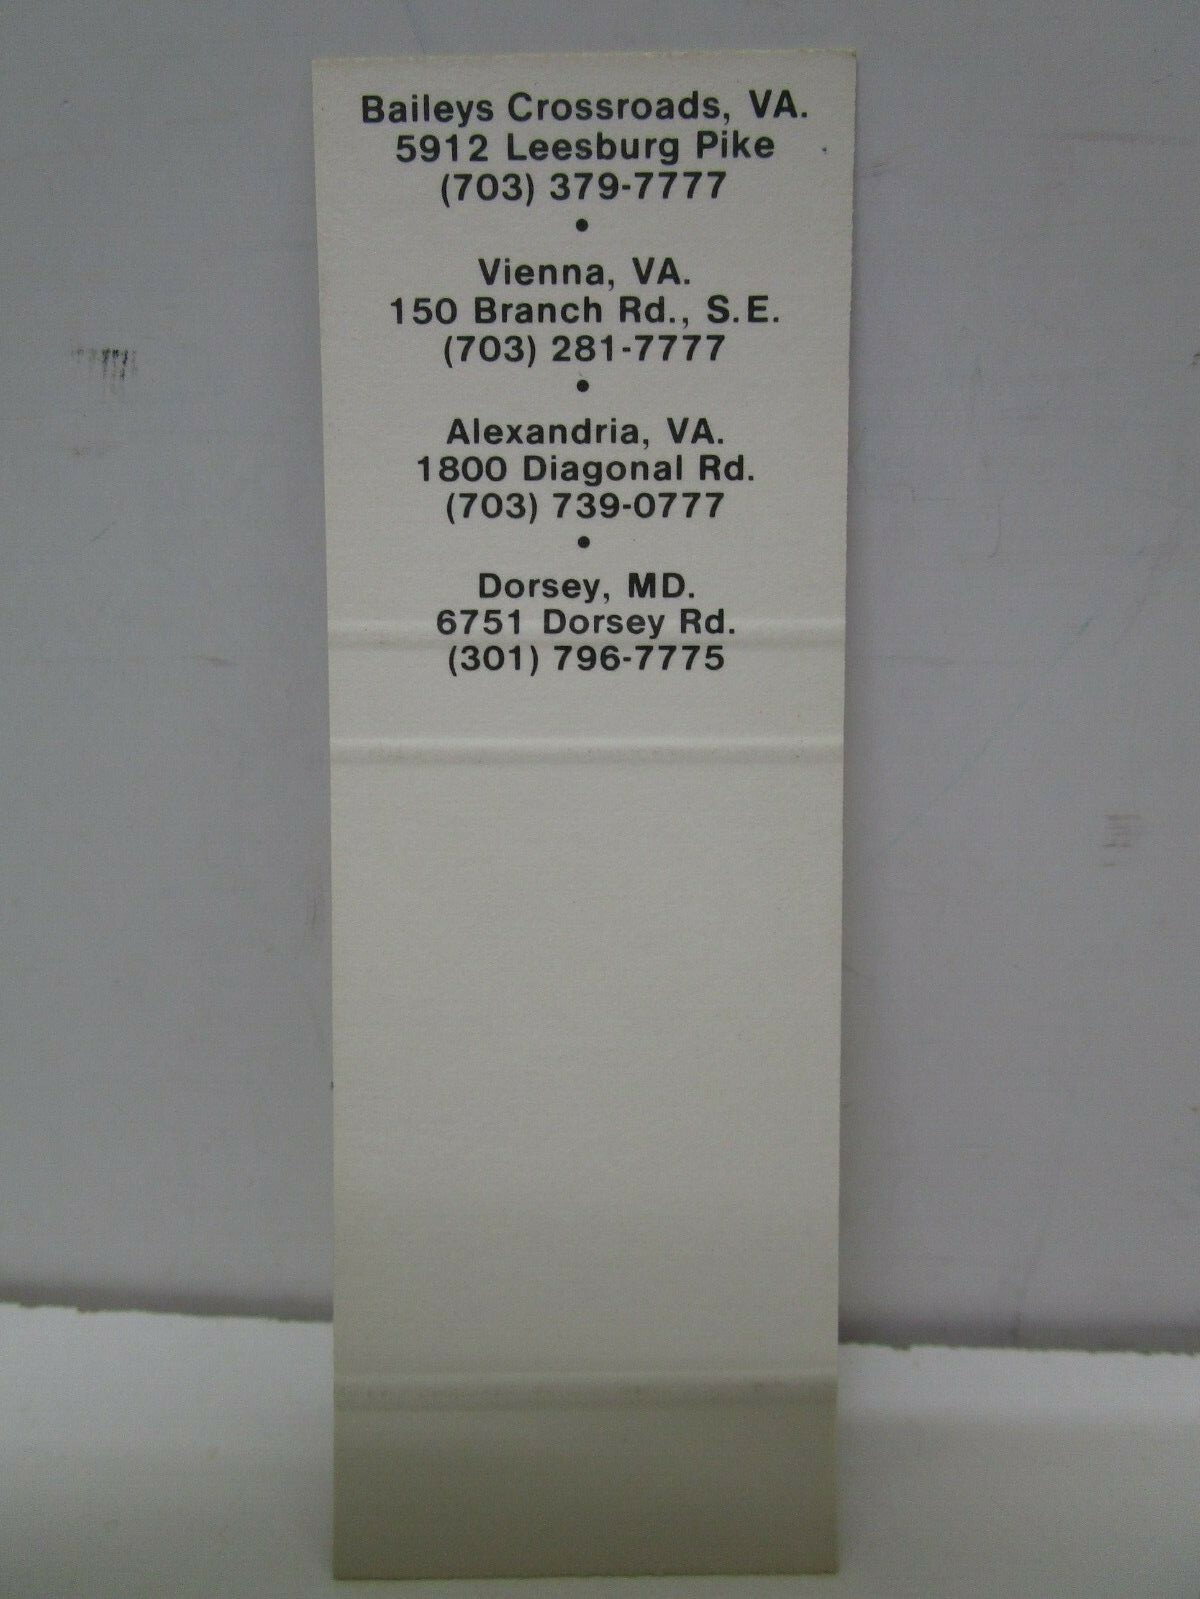 Baileys Crossroads, VA.
5912 Leesburg Pike
(703) 379-7777
•
Vienna, VA.
150 Branch Rd., S.E.
(703) 281-7777
•
Alexandria, VA.
1800 Diagonal Rd.
(703) 739-0777
•
Dorsey, MD.
6751 Dorsey Rd.
(301) 796-7775